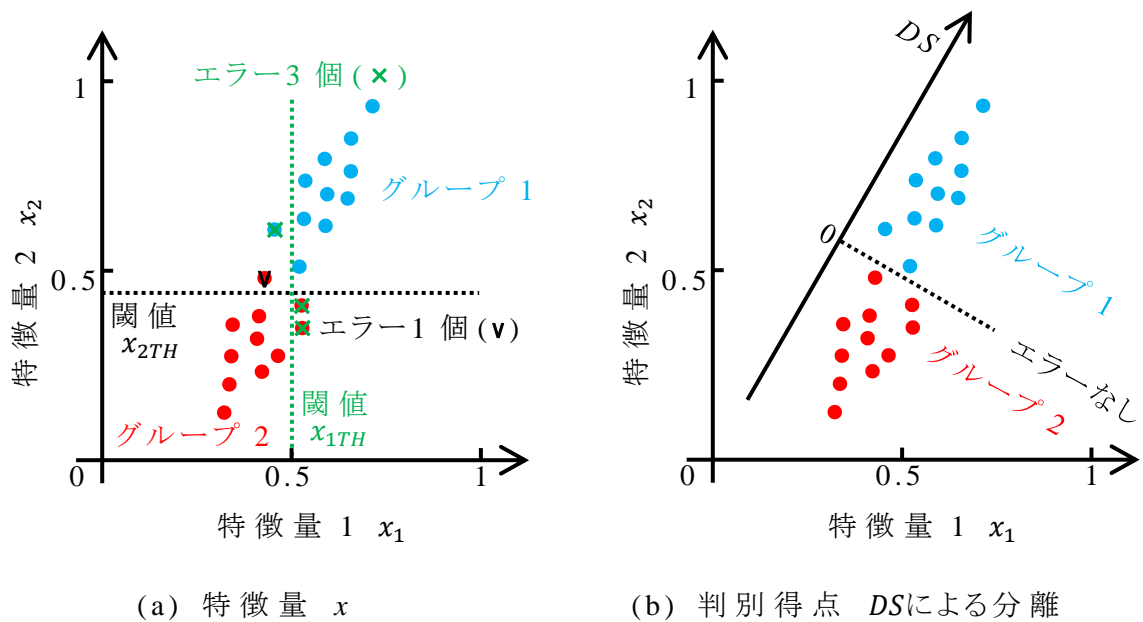 エラー3 個(×)
1
グループ 1
特徴量 2 x₂
0.5
閾値
x₂TH
v
エラー1 個(v)
閾値
x₁TH
グループ 2
0
0.5
1
特徴量 1 x₁
(a) 特徴量 x
DS
1
特徴量 2 x₂
0
グループ 1
0.5
エラーなし
グループ 2
0
0.5
1
特徴量 1 x₁
(b) 判別得点 DSによる分離